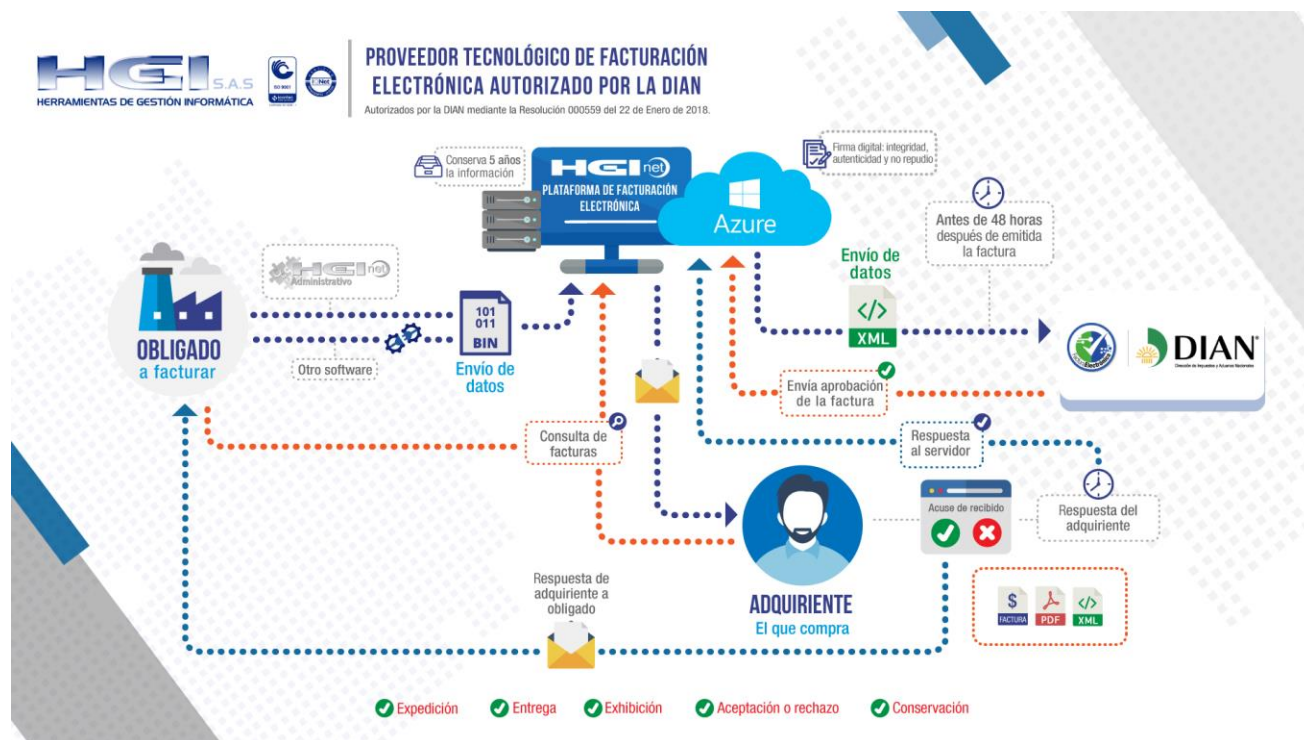 HGI S.A.S
HERRAMIENTAS DE GESTIÓN INFORMÁTICA
ISO 9001
PROVEEDOR TECNOLÓGICO DE FACTURACIÓN
ELECTRÓNICA AUTORIZADO POR LA DIAN
Autorizados por la DIAN mediante la Resolución 000559 del 22 de Enero de 2018.
Conserva 5 años
la información
HGI net
PLATAFORMA DE FACTURACIÓN
ELECTRÓNICA
Azure
Firma digital: integridad,
autenticidad y no repudio
Antes de 48 horas
después de emitida
la factura
Envío de
datos
</>
XML
HGI net
Administrativo
OBLIGADO
a facturar
Otro software
101
011
BIN
Envío de
datos
DIAN
Envía aprobación
de la factura
Consulta de
facturas
Respuesta
al servidor
Acuse de recibido
Respuesta del
adquiriente
Respuesta de
adquiriente a
obligado
ADQUIRIENTE
El que compra
$
FACTURA
PDF
</>
XML
Expedición
Entrega
Exhibición
Aceptación o rechazo
Conservación